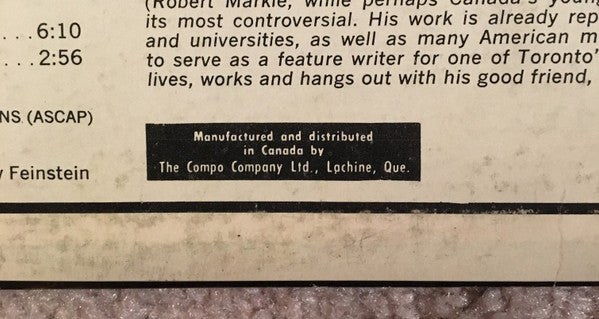 (Robert Markle, while perhaps Canada's youn
. . . 6:10
its most controversial. His work is already rep
. . . 2:56
and universities, as well as many American m
to serve as a feature writer for one of Toronto'
lives, works and hangs out with his good friend,
NS (ASCAP)
Manufactured and distributed
in Canada by
The Compo Company Ltd., Lachine, Que.
y Feinstein